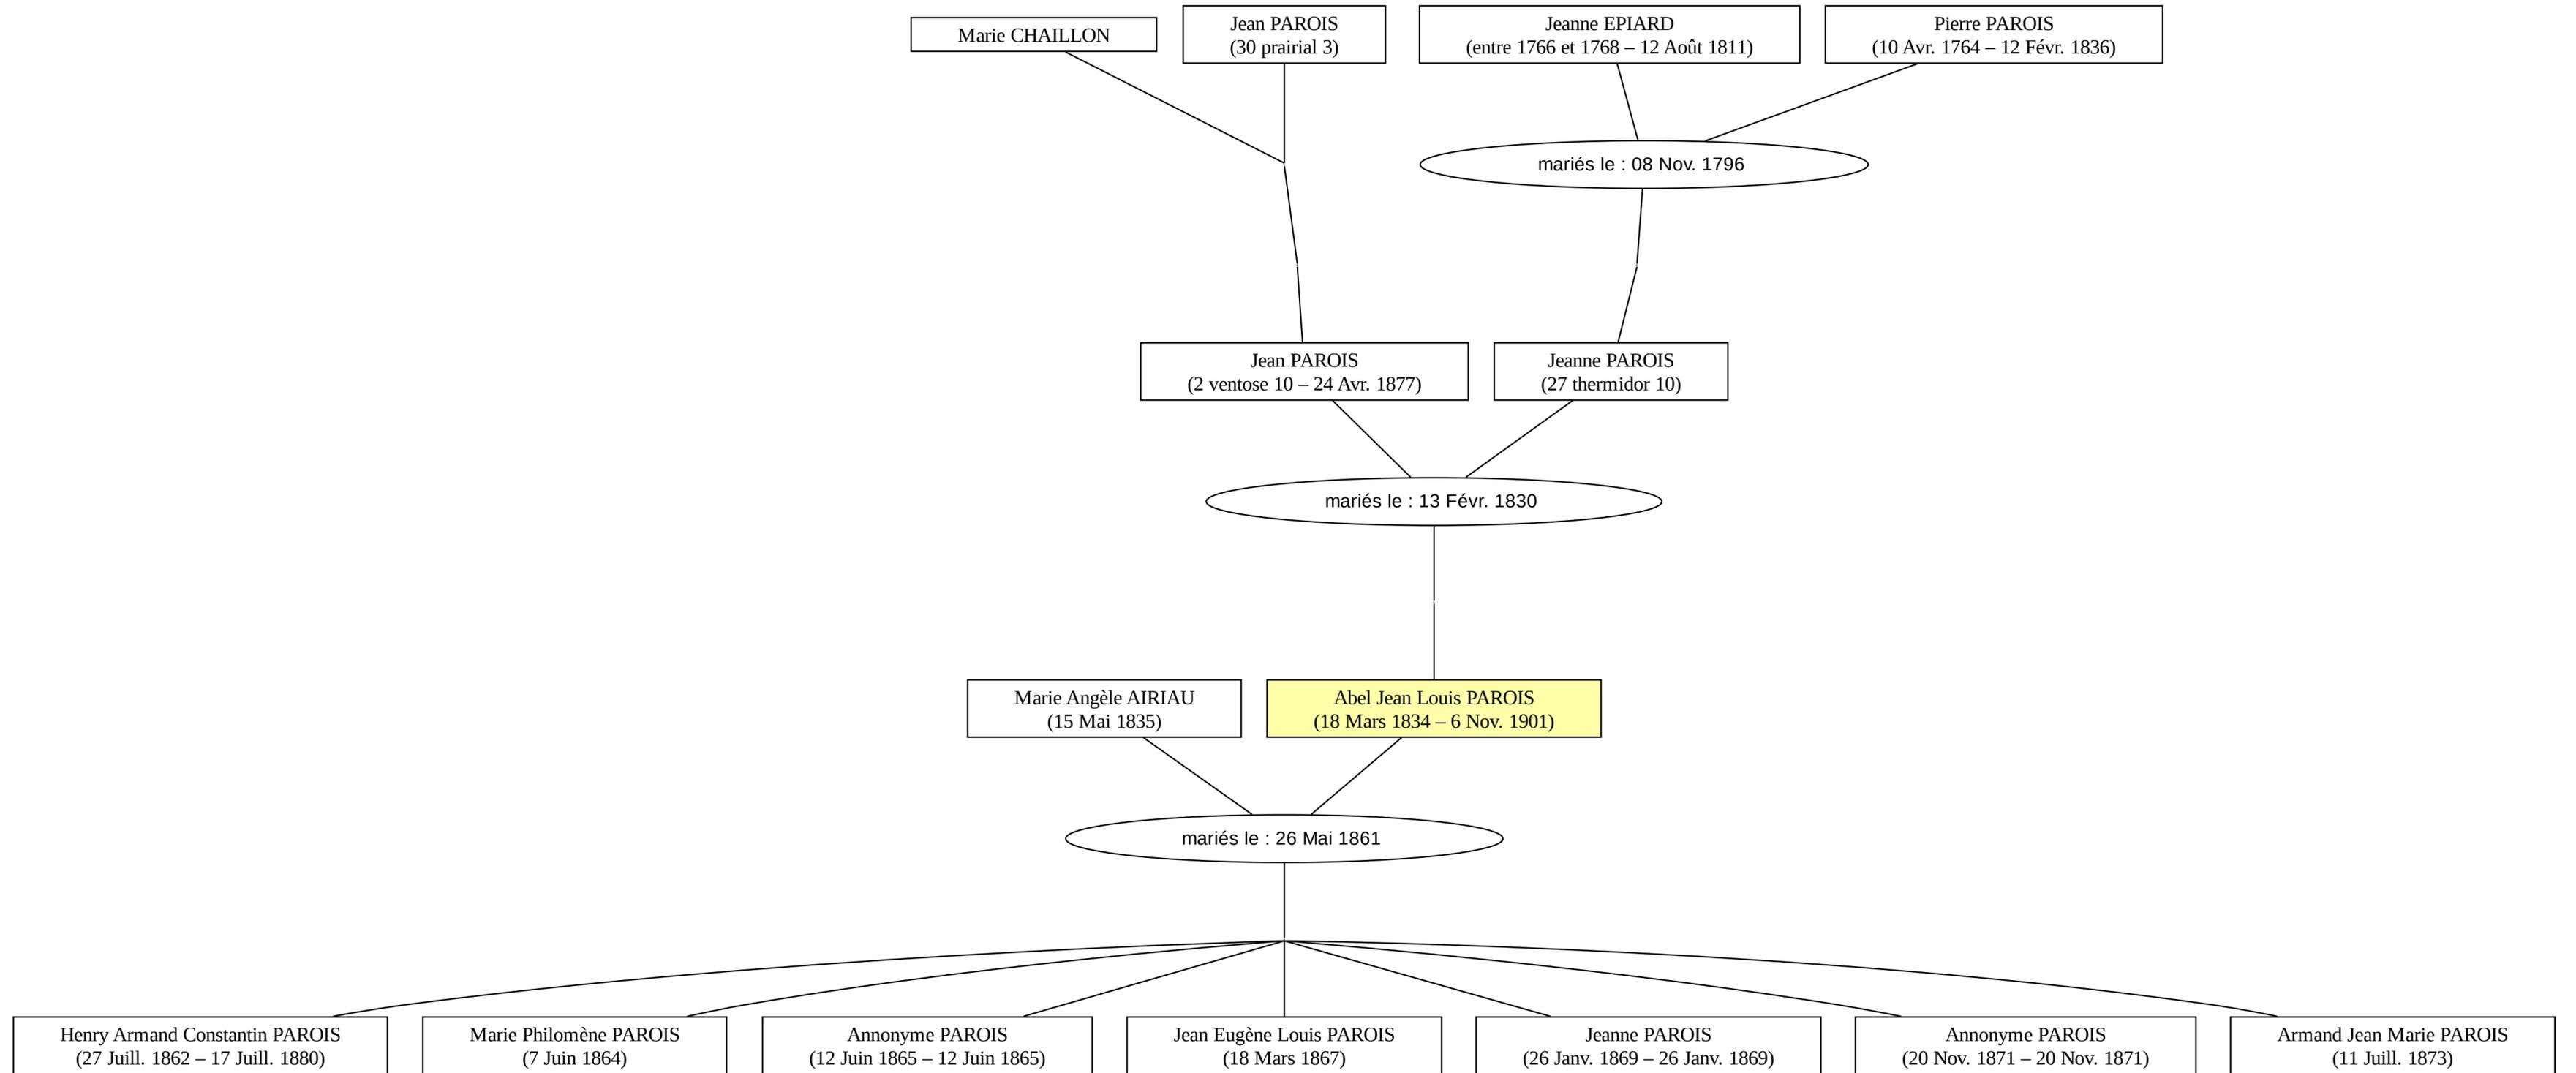 Marie CHAILLON
Jean PAROIS
(30 prairial 3)
Jeanne EPIARD
(entre 1766 et 1768 – 12 Août 1811)
Pierre PAROIS
(10 Avr. 1764 – 12 Févr. 1836)
mariés le : 08 Nov. 1796
Jean PAROIS
(2 ventose 10 – 24 Avr. 1877)
Jeanne PAROIS
(27 thermidor 10)
mariés le : 13 Févr. 1830
Marie Angèle AIRIAU
(15 Mai 1835)
Abel Jean Louis PAROIS
(18 Mars 1834 – 6 Nov. 1901)
mariés le : 26 Mai 1861
Henry Armand Constantin PAROIS
(27 Juill. 1862 – 17 Juill. 1880)
Marie Philomène PAROIS
(7 Juin 1864)
Annonyme PAROIS
(12 Juin 1865 – 12 Juin 1865)
Jean Eugène Louis PAROIS
(18 Mars 1867)
Jeanne PAROIS
(26 Janv. 1869 – 26 Janv. 1869)
Annonyme PAROIS
(20 Nov. 1871 – 20 Nov. 1871)
Armand Jean Marie PAROIS
(11 Juill. 1873)